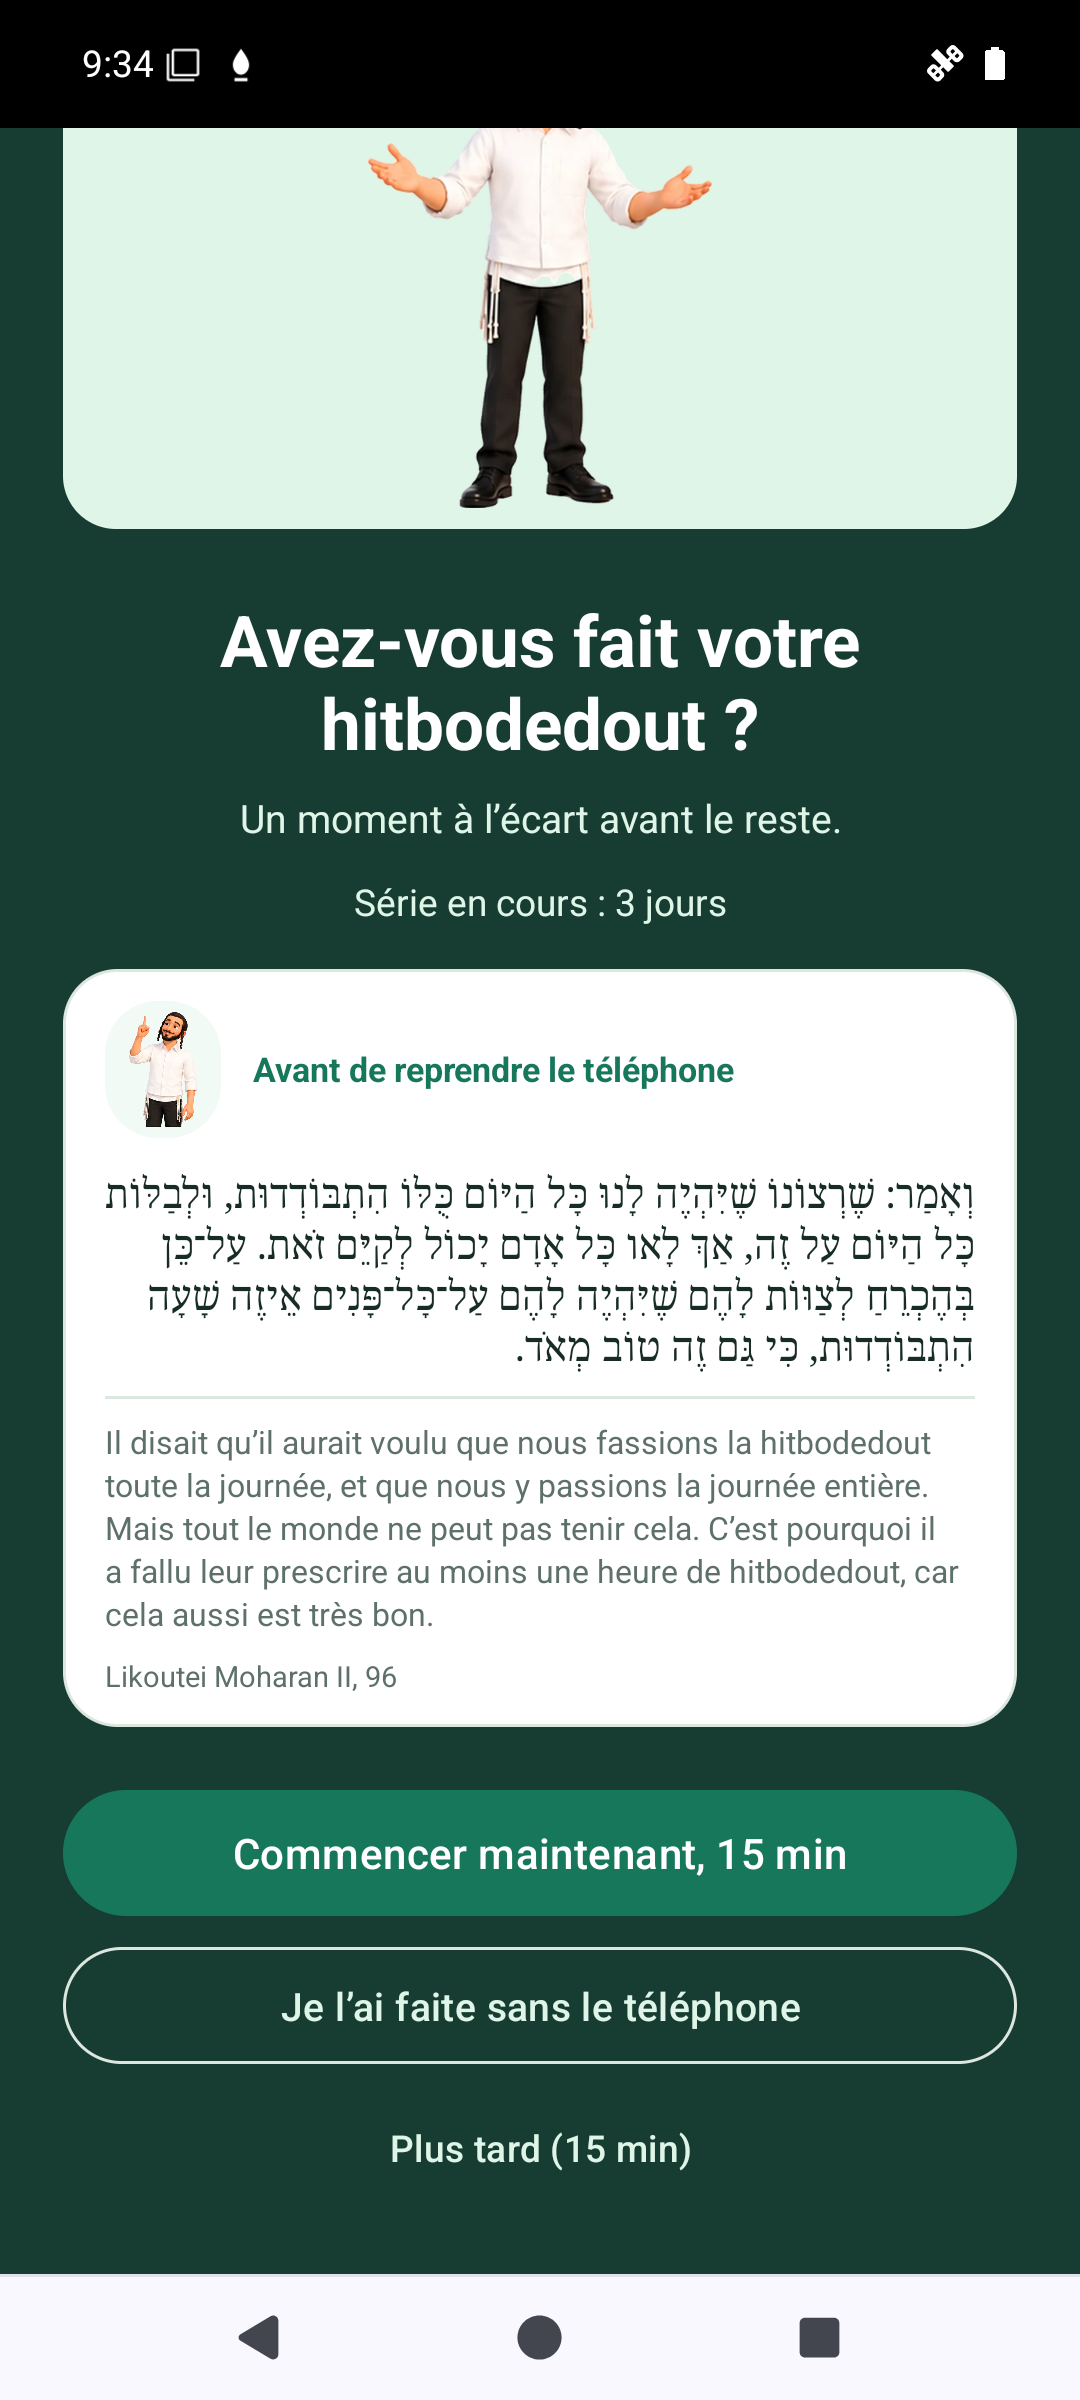 9:34
Avez-vous fait votre
hitbodedout ?
Un moment à l’écart avant le reste.
Série en cours : 3 jours
Avant de reprendre le téléphone
וְאָמַר: שֶׁרְצוֹנוֹ שֶׁיִּהְיֶה לָנוּ כָּל הַיּוֹם כֻּלּוֹ הִתְבּוֹדְדוּת, וּלְבַלּוֹת
כָּל הַיּוֹם עַל זֶה, אַךְ לָאו כָּל אָדָם יָכוֹל לְקַיֵּם זֹאת. עַל־כֵּן
בְּהֶכְרֵחַ לְצַוּוֹת לָהֶם שֶׁיִּהְיֶה לָהֶם עַל־כָּל־פָּנִים אֵיזֶה שָׁעָה
הִתְבּוֹדְדוּת, כִּי גַּם זֶה טוֹב מְאֹד.
Il disait qu’il aurait voulu que nous fassions la hitbodedout
toute la journée, et que nous y passions la journée entière.
Mais tout le monde ne peut pas tenir cela. C’est pourquoi il
a fallu leur prescrire au moins une heure de hitbodedout, car
cela aussi est très bon.
Likoutei Moharan II, 96
Commencer maintenant, 15 min
Je l’ai faite sans le téléphone
Plus tard (15 min)